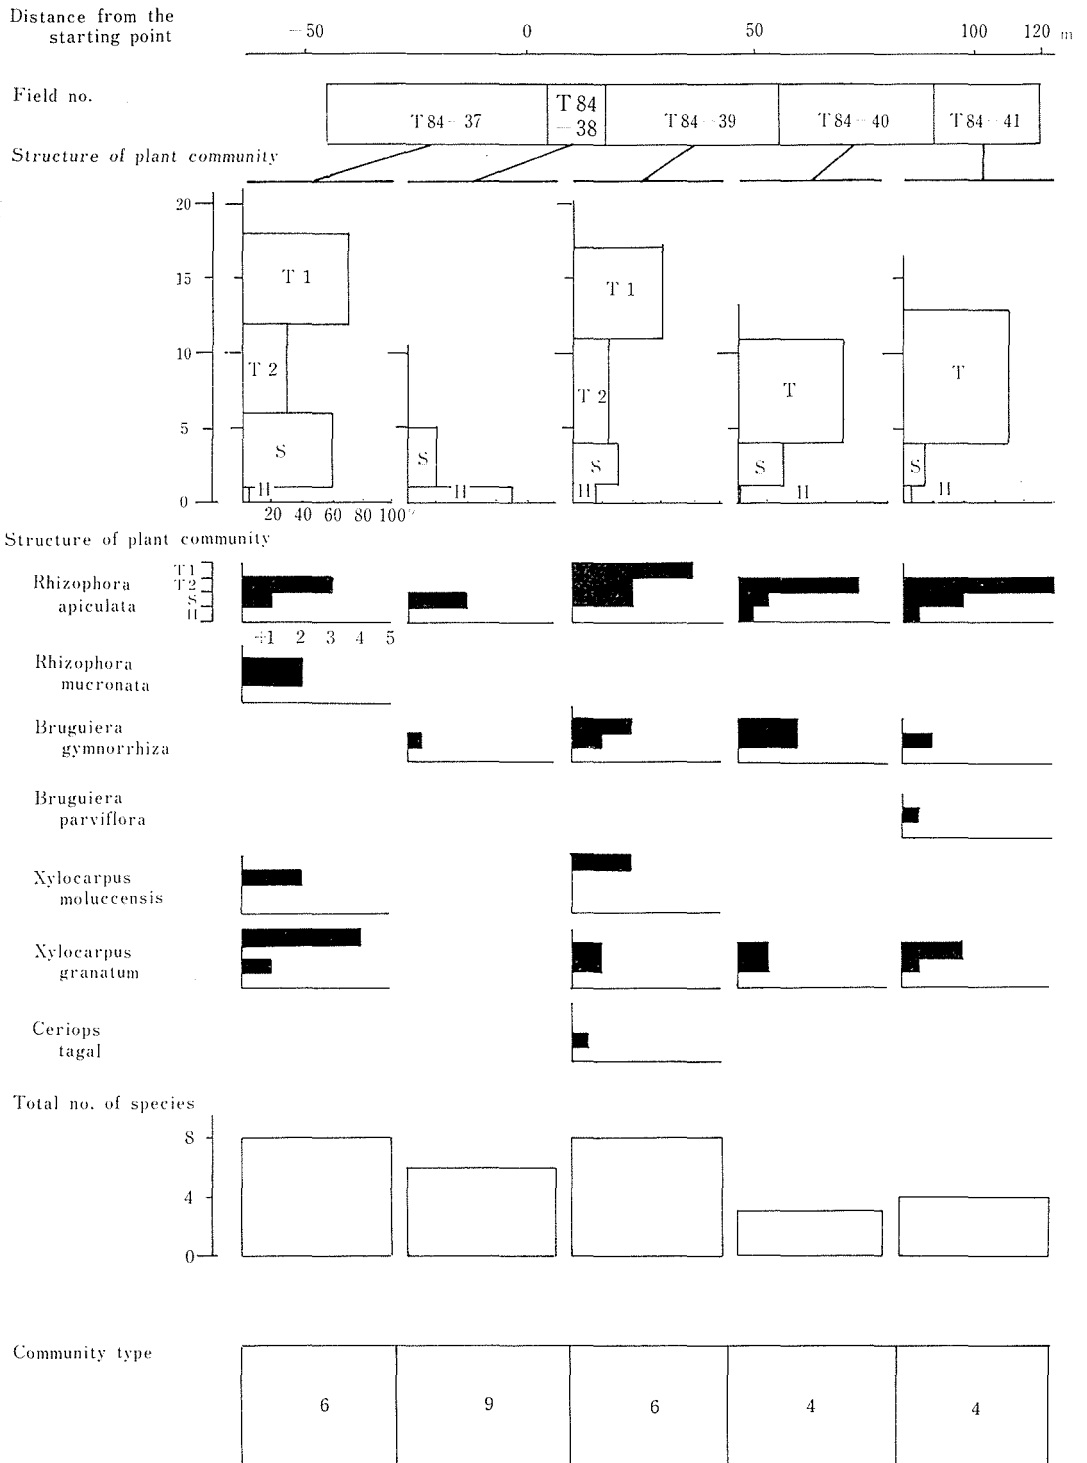 Distance from the
starting point
−50 0 50 100 120 m
Field no.
T84−37 T84−38 T84−39 T84−40 T84−41
Structure of plant community
20
15
10
5
0
T 1
T 2
S
H
S
H
T 1
T 2
S
H
T
S
H
T
S
H
20 40 60 80 100%
Structure of plant community
Rhizophora
apiculata
T 1
T 2
S
H
+1 2 3 4 5
Rhizophora
mucronata
Bruguiera
gymnorrhiza
Bruguiera
parviflora
Xylocarpus
moluccensis
Xylocarpus
granatum
Ceriops
tagal
Total no. of species
8
4
0
Community type
6 9 6 4 4